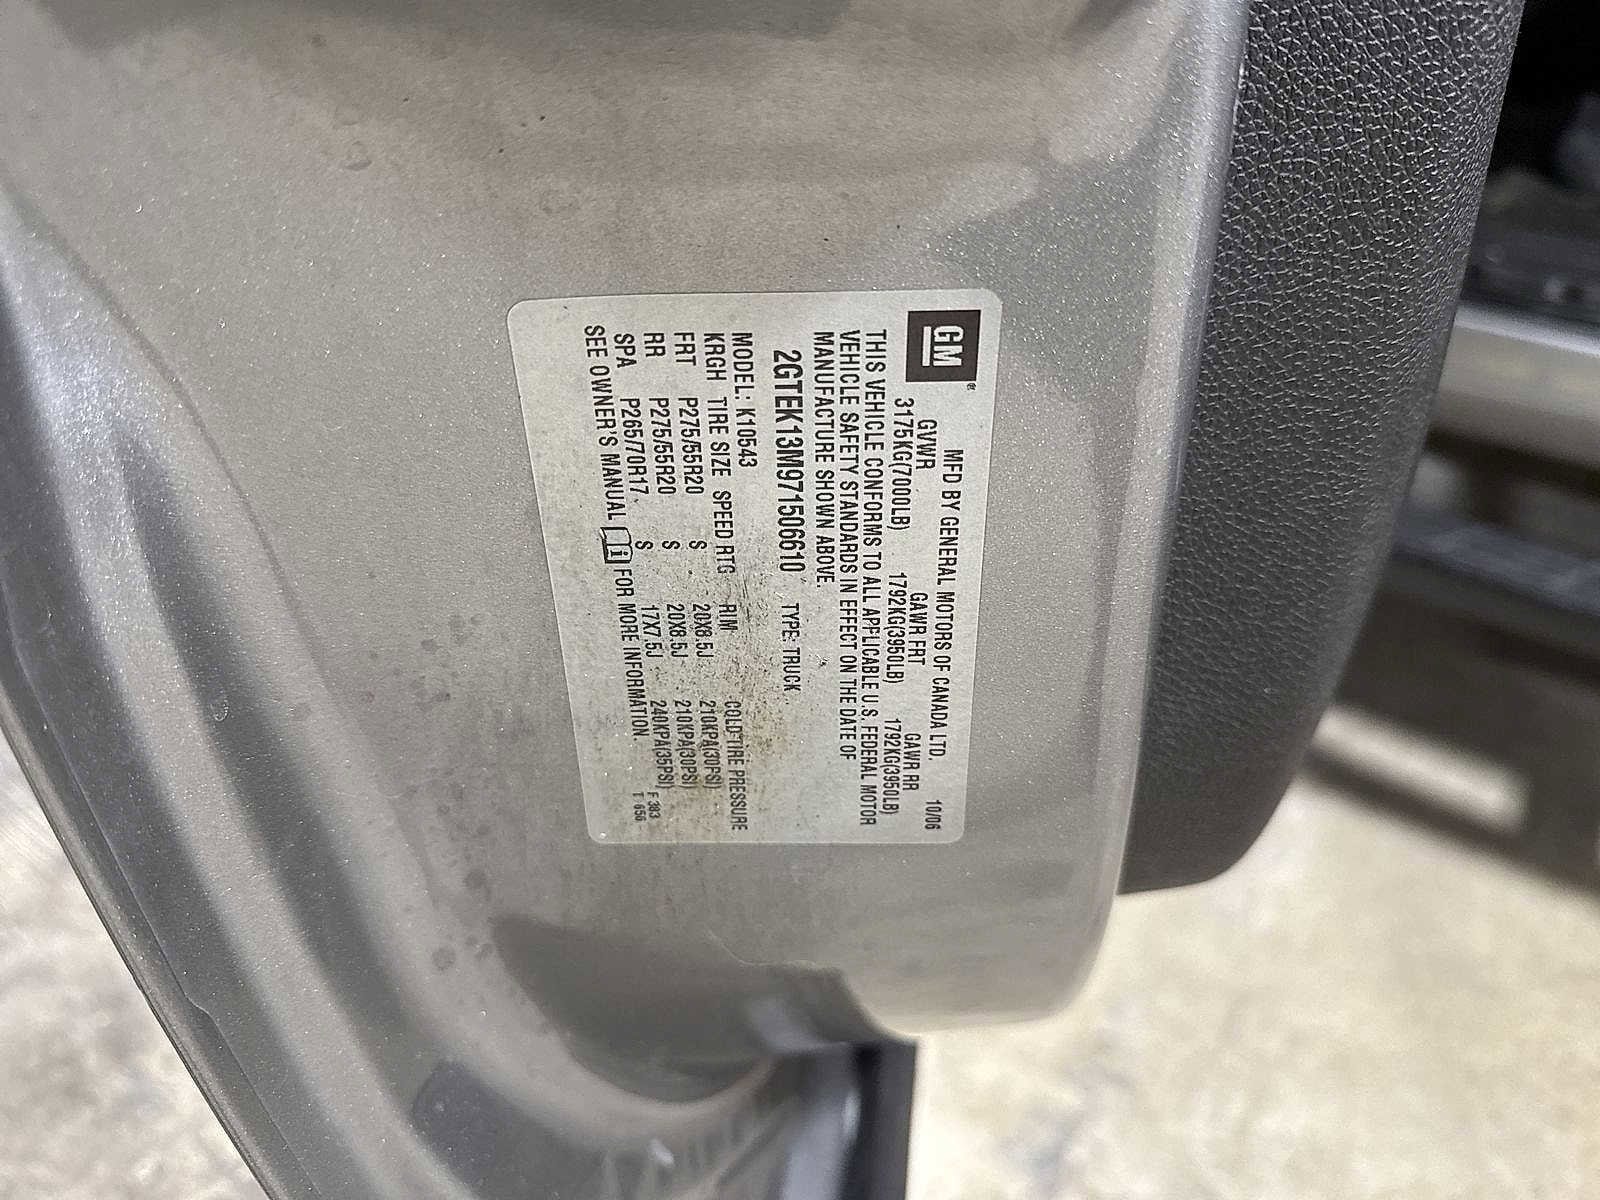 GM®
MFD BY GENERAL MOTORS OF CANADA LTD. 10/06
GVWR GAWR FRT GAWR RR
3175KG(7000LB) 1792KG(3950LB) 1792KG(3950LB)
THIS VEHICLE CONFORMS TO ALL APPLICABLE U.S. FEDERAL MOTOR
VEHICLE SAFETY STANDARDS IN EFFECT ON THE DATE OF
MANUFACTURE SHOWN ABOVE.
2GTEK13M971506610 TYPE: TRUCK
MODEL: K10543
KRGH TIRE SIZE SPEED RTG RIM COLD TIRE PRESSURE
FRT P275/55R20 S 20X8.5J 210KPA(30PSI)
RR P275/55R20 S 20X8.5J 210KPA(30PSI)
SPA P265/70R17 S 17X7.5J 240KPA(35PSI) F 383
SEE OWNER'S MANUAL i FOR MORE INFORMATION. T 656